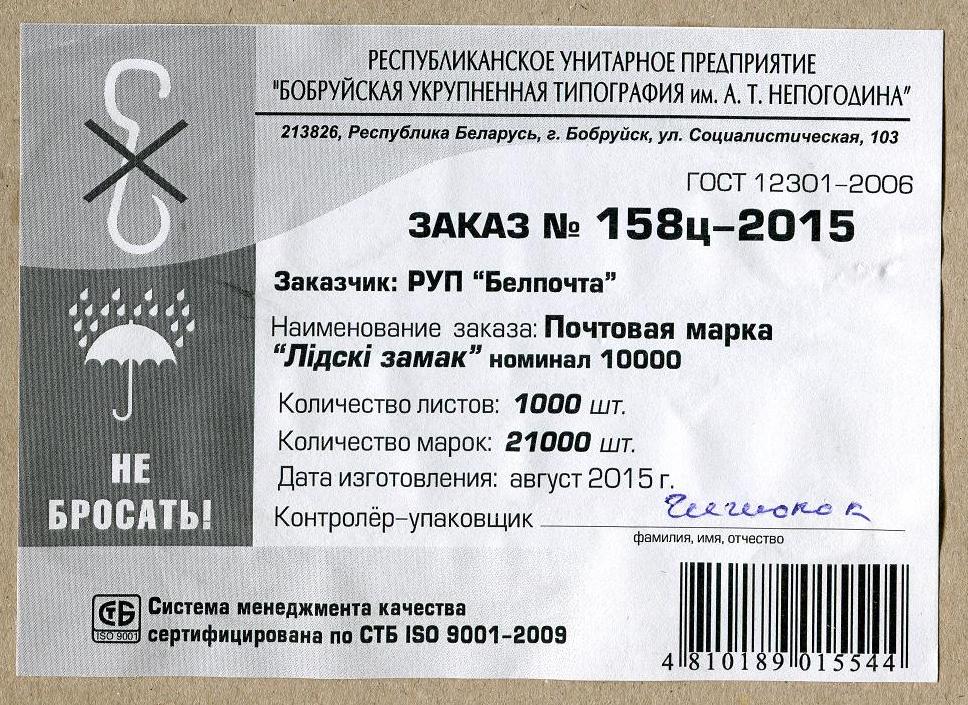 РЕСПУБЛИКАНСКОЕ УНИТАРНОЕ ПРЕДПРИЯТИЕ
"БОБРУЙСКАЯ УКРУПНЕННАЯ ТИПОГРАФИЯ им. А. Т. НЕПОГОДИНА"
213826, Республика Беларусь, г. Бобруйск, ул. Социалистическая, 103
ГОСТ 12301-2006
ЗАКАЗ № 158ц-2015
Заказчик: РУП “Белпочта”
Наименование заказа: Почтовая марка
“Лідскі замак” номинал 10000
Количество листов: 1000 шт.
Количество марок: 21000 шт.
Дата изготовления: август 2015 г.
Контролёр-упаковщик
фамилия, имя, отчество
НЕ
БРОСАТЬ!
СТБ
ISO 9001
Система менеджмента качества
сертифицирована по СТБ ISO 9001-2009
4 810189 015544